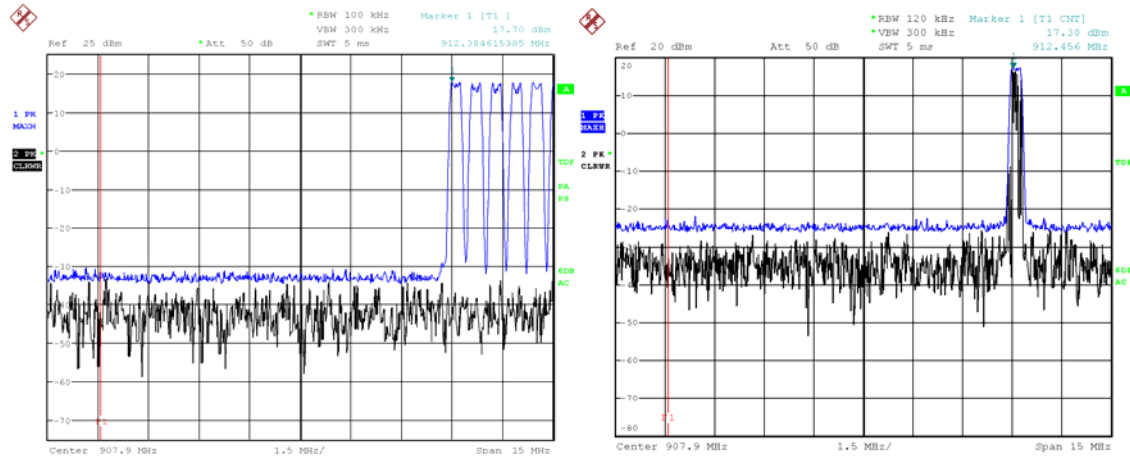 * RBW 100 kHz Marker 1 [T1 ]
VBW 300 kHz 17.70 dBm
Ref 25 dBm * Att 50 dB SWT 5 ms 912.384615385 MHz
20
10
0
-10
-20
-30
-40
-50
-60
-70
1
1 PK
MAXH
2 PK *
CLRWR
A
TDF
PA
PS
6DB
AC
F1
Center 907.9 MHz 1.5 MHz/ Span 15 MHz
* RBW 120 kHz Marker 1 [T1 CNT]
* VBW 300 kHz 17.30 dBm
Ref 20 dBm Att 50 dB SWT 5 ms 912.456 MHz
20
10
0
-10
-20
-30
-50
-60
-70
-80
1
1 PK
MAXH
2 PK *
CLRWR
A
AC
Center 907.9 MHz 1.5 MHz/ Span 15 MHz